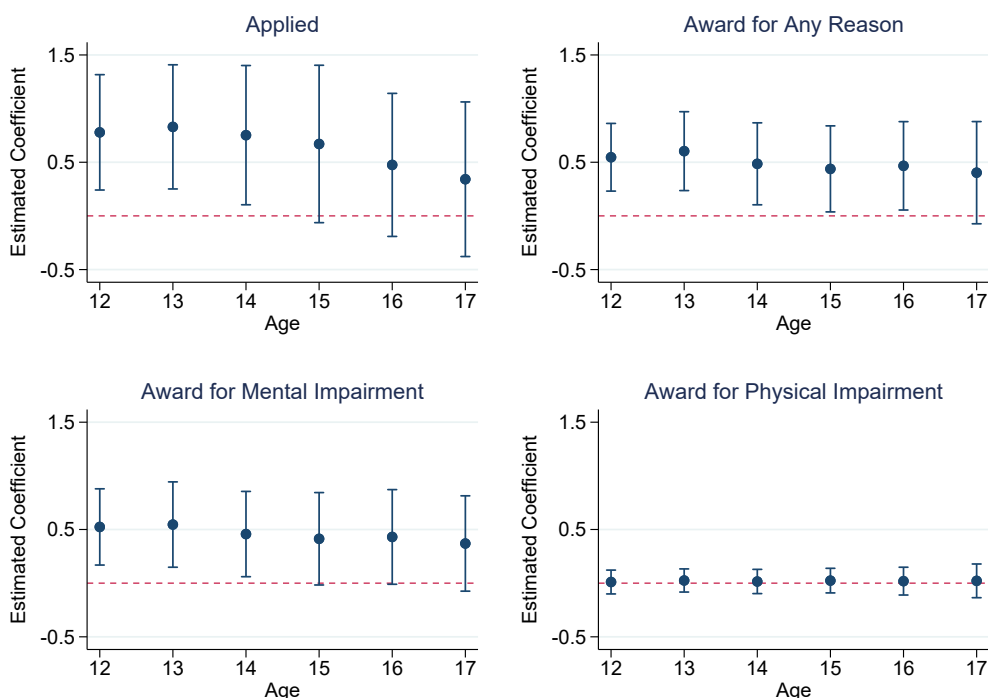 Applied
Estimated Coefficient
1.5
0.5
-0.5
12 13 14 15 16 17
Age
Award for Any Reason
Estimated Coefficient
1.5
0.5
-0.5
12 13 14 15 16 17
Age
Award for Mental Impairment
Estimated Coefficient
1.5
0.5
-0.5
12 13 14 15 16 17
Age
Award for Physical Impairment
Estimated Coefficient
1.5
0.5
-0.5
12 13 14 15 16 17
Age